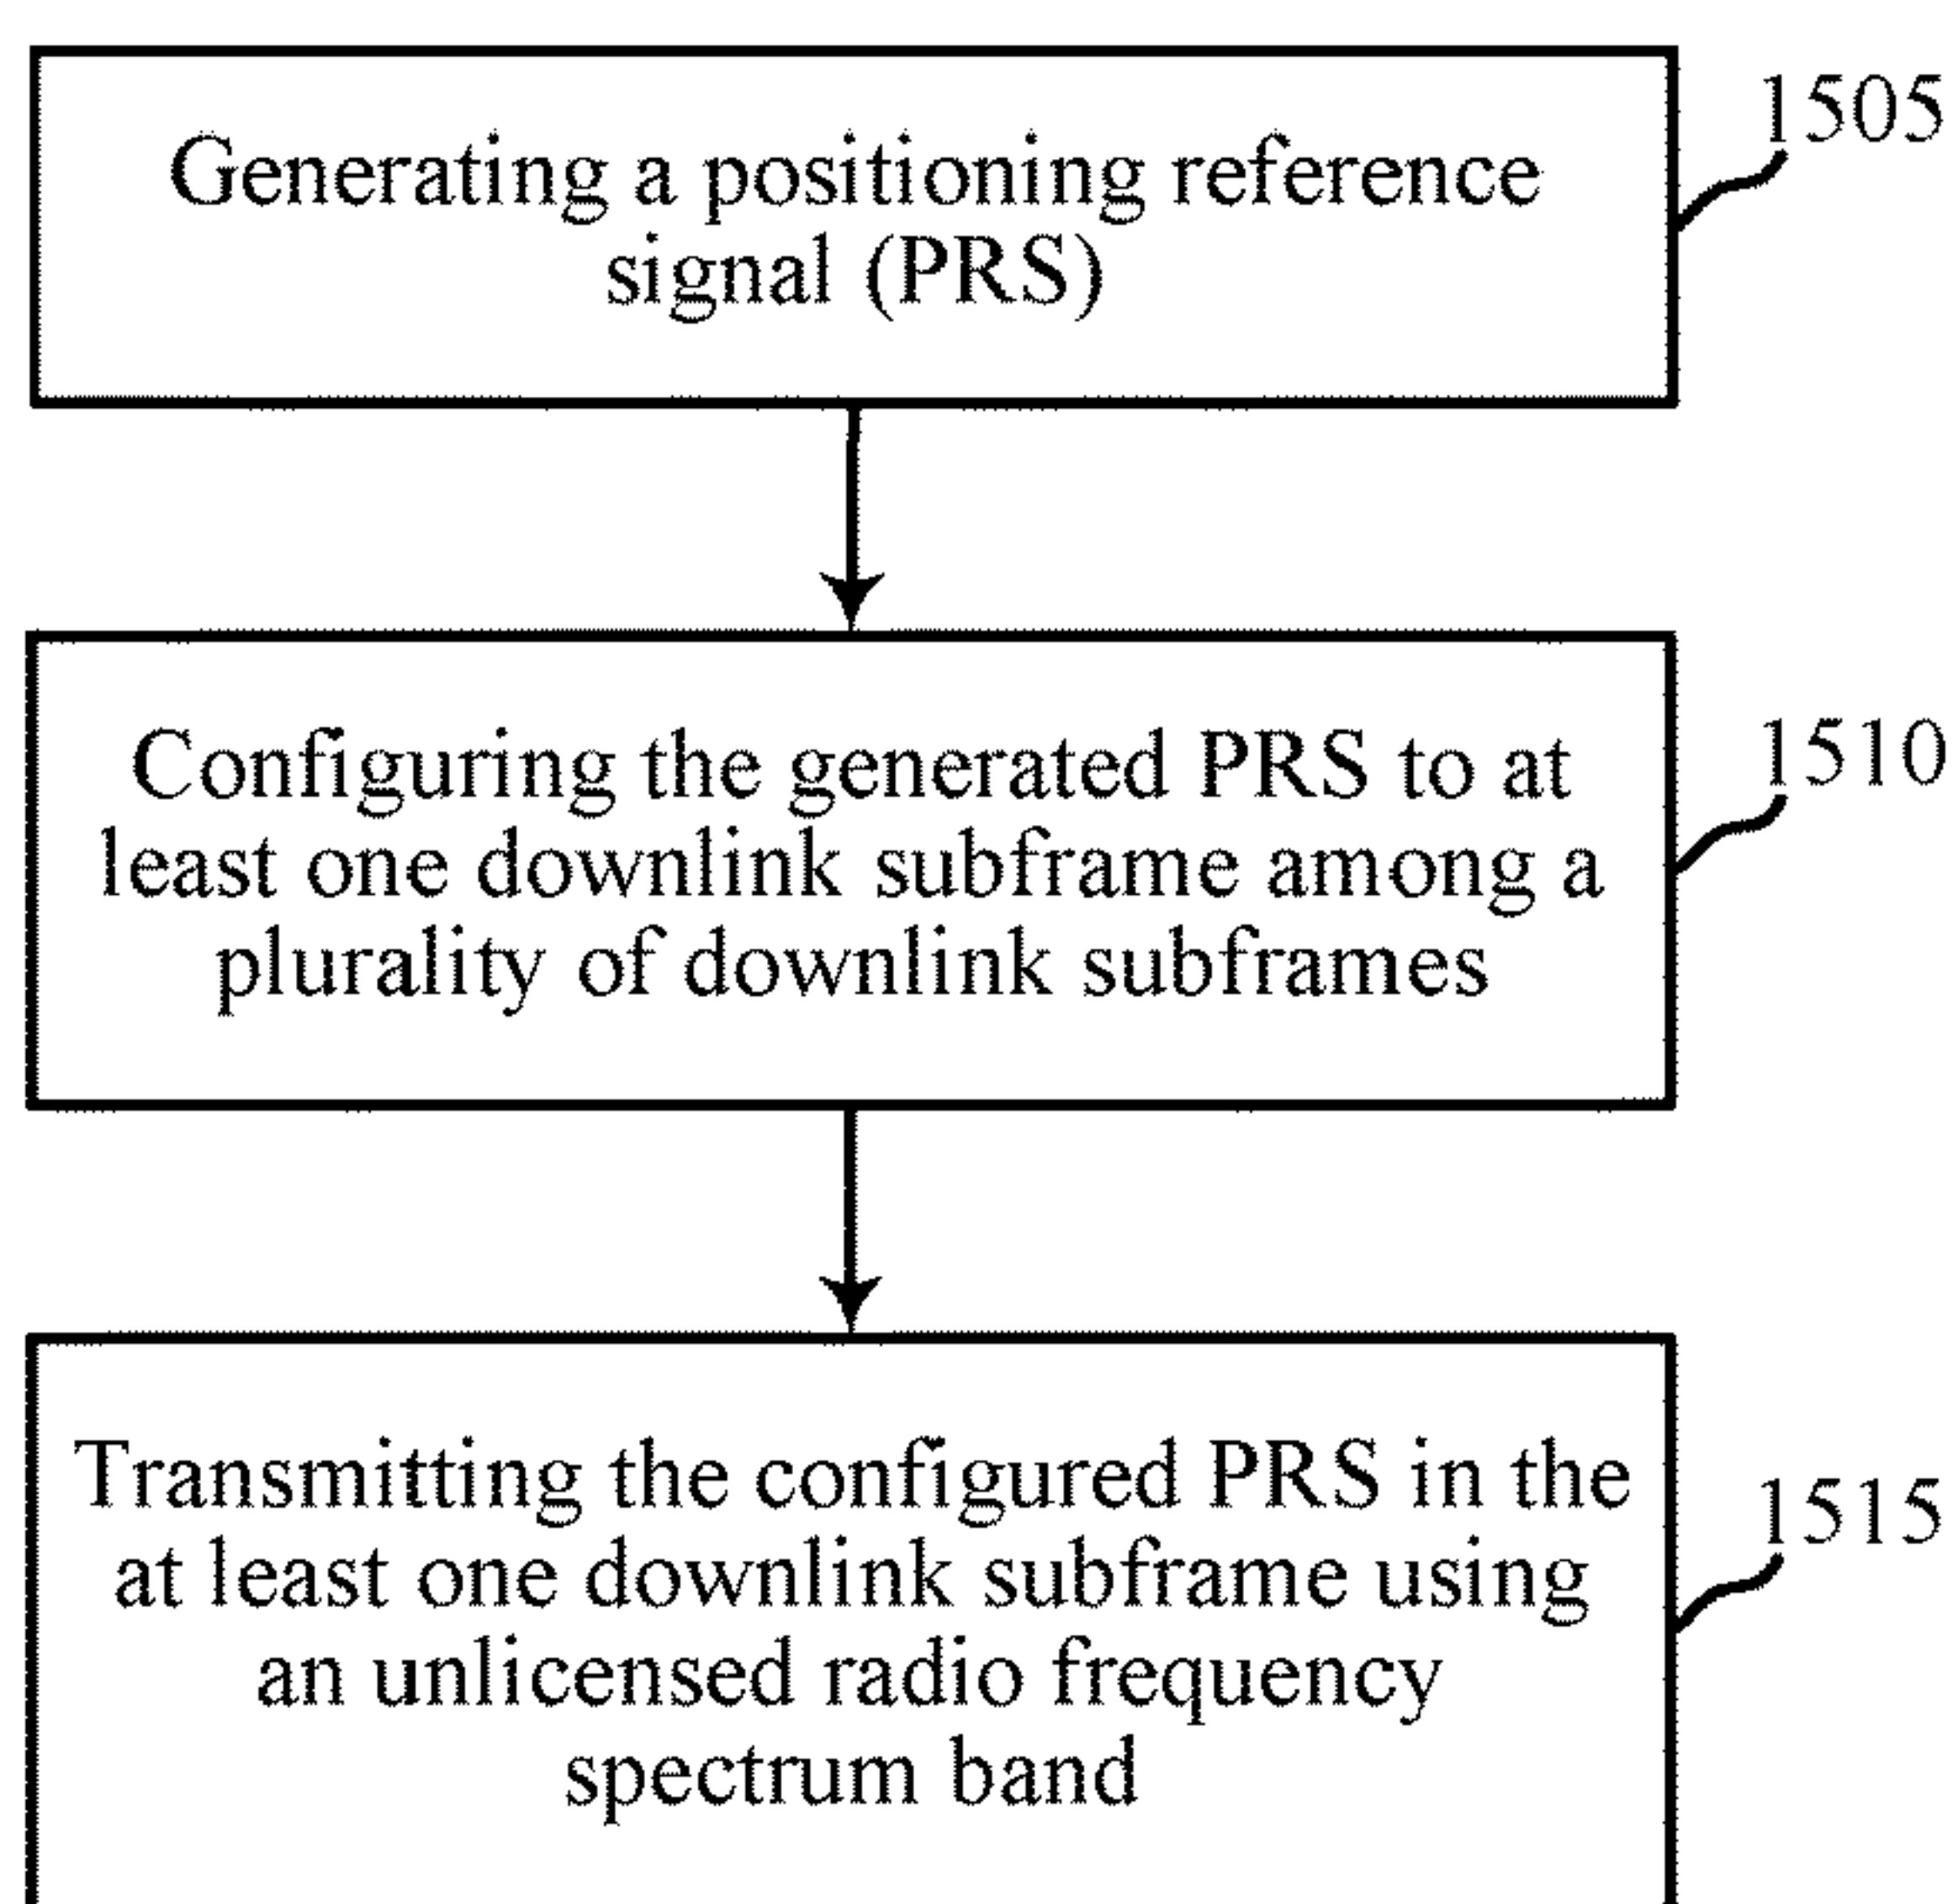 Generating a positioning reference
signal (PRS)
1505
Configuring the generated PRS to at
least one downlink subframe among a
plurality of downlink subframes
1510
Transmitting the configured PRS in the
at least one downlink subframe using
an unlicensed radio frequency
spectrum band
1515